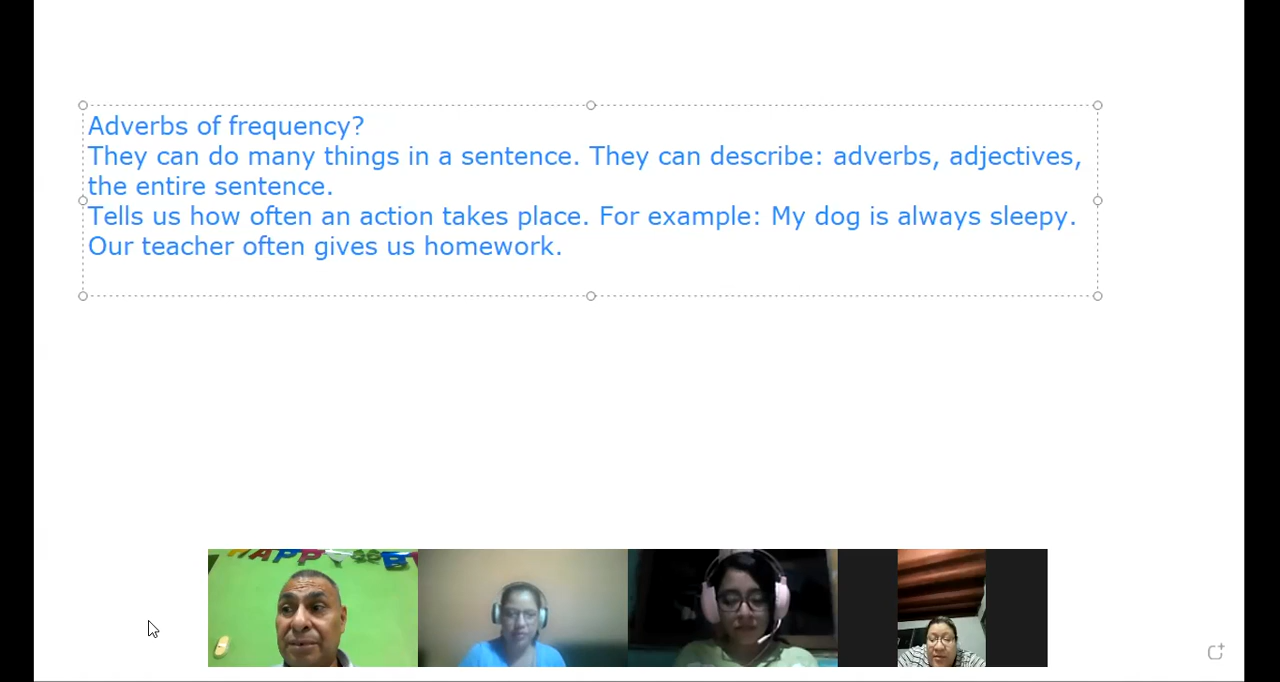 HAPP
B
Adverbs of frequency?
They can do many things in a sentence. They can describe: adverbs, adjectives,
the entire sentence.
Tells us how often an action takes place. For example: My dog is always sleepy.
Our teacher often gives us homework.